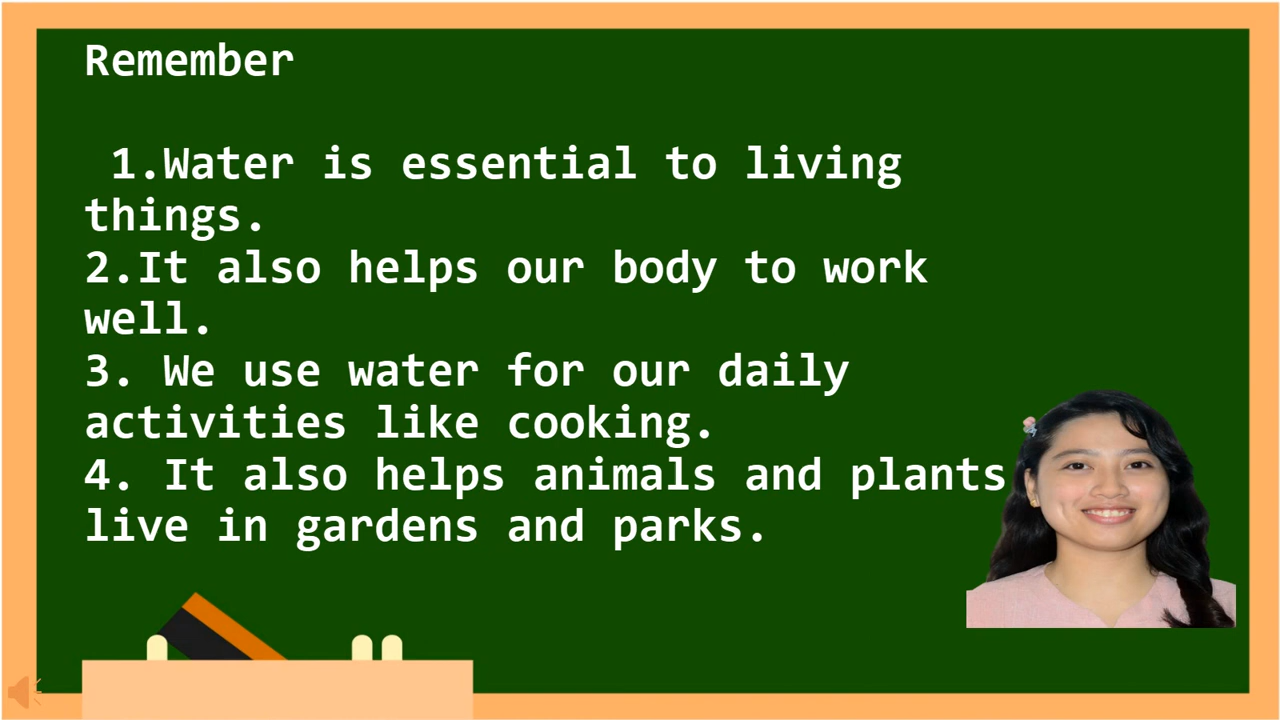 Remember
1.Water is essential to living
things.
2.It also helps our body to work
well.
3. We use water for our daily
activities like cooking.
4. It also helps animals and plants
live in gardens and parks.